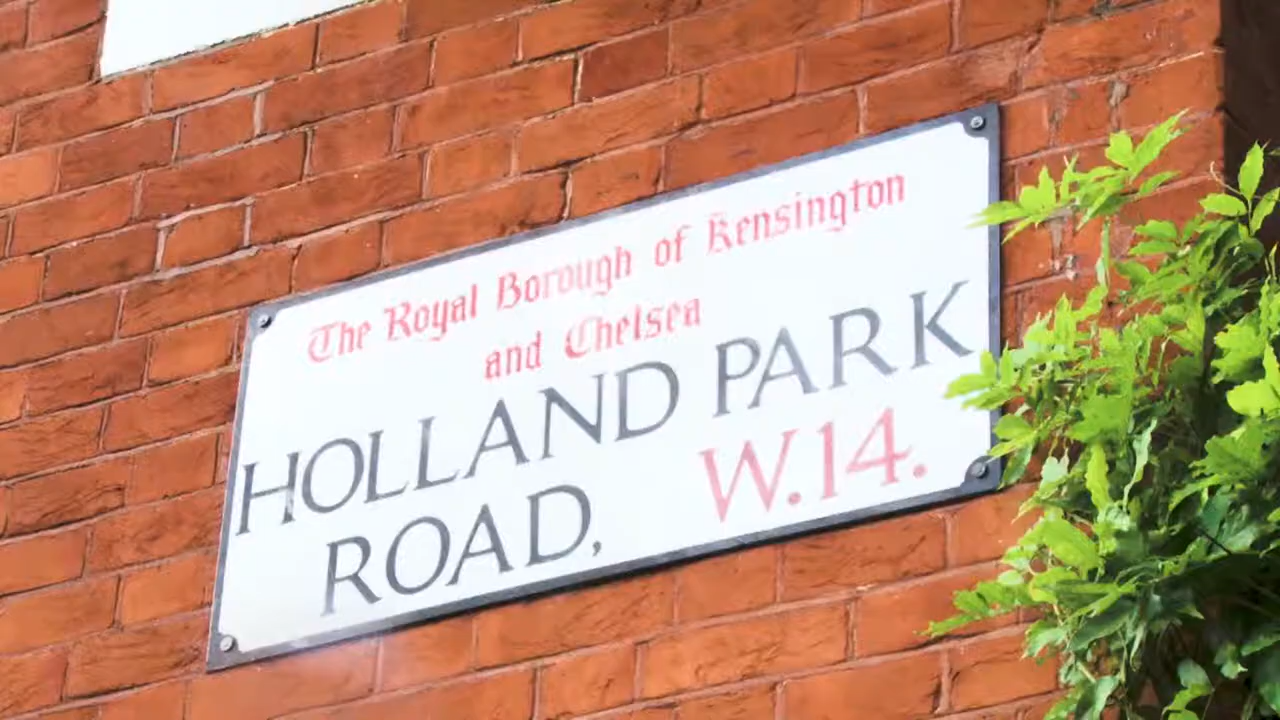 The Royal Borough of Kensington
and Chelsea
HOLLAND PARK
ROAD, W.14.